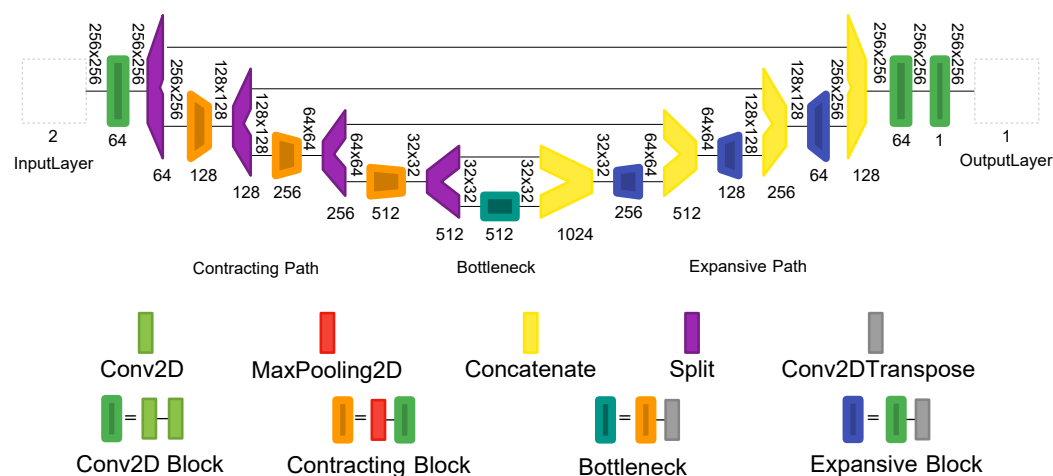 256x256
256x256
256x256
128x128
128x128
64x64
64x64
32x32
32x32
32x32
32x32
64x64
64x64
128x128
128x128
256x256
256x256
256x256
256x256
2
InputLayer
64
64
128
128
256
256
512
512
512
1024
256
512
128
256
64
128
64
1
1
OutputLayer
Contracting Path
Bottleneck
Expansive Path
Conv2D
MaxPooling2D
Concatenate
Split
Conv2DTranspose
=
=
=
=
Conv2D Block
Contracting Block
Bottleneck
Expansive Block